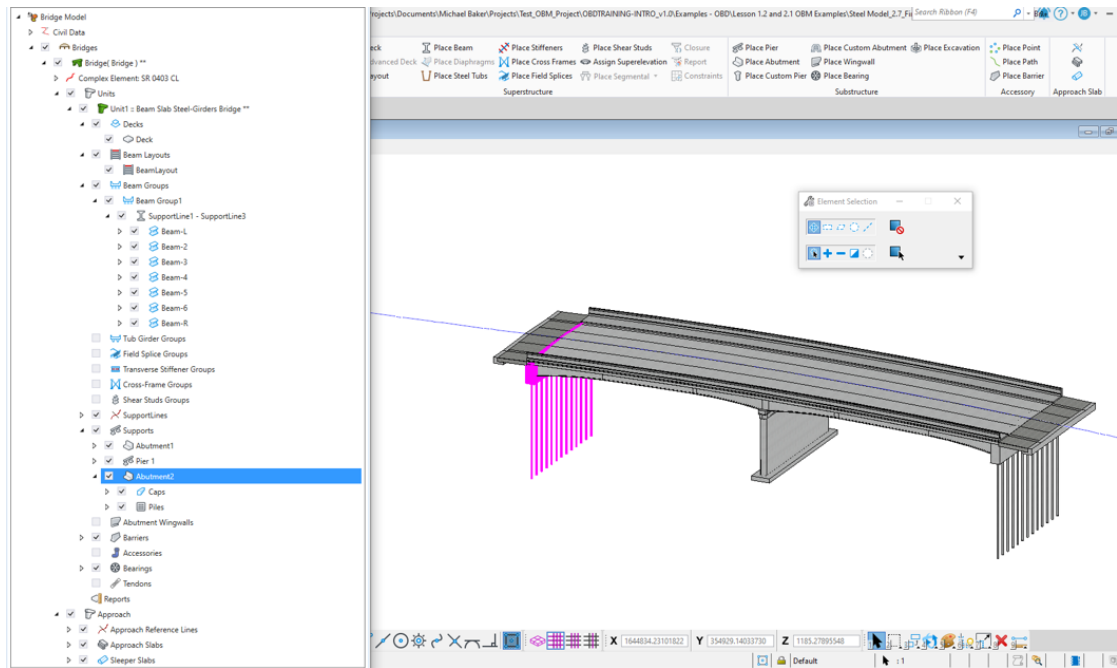 Bridge Model
Civil Data
Bridges
Bridge( Bridge ) **
Complex Element: SR 0403 CL
Units
Unit1 :: Beam Slab Steel-Girders Bridge **
Decks
Deck
Beam Layouts
BeamLayout
Beam Groups
Beam Group1
SupportLine1 - SupportLine3
Beam-L
Beam-2
Beam-3
Beam-4
Beam-5
Beam-6
Beam-R
Tub Girder Groups
Field Splice Groups
Transverse Stiffener Groups
Cross-Frame Groups
Shear Studs Groups
SupportLines
Supports
Abutment1
Pier 1
Abutment2
Caps
Piles
Abutment Wingwalls
Barriers
Accessories
Bearings
Tendons
Reports
Approach
Approach Reference Lines
Approach Slabs
Sleeper Slabs
rojects\Documents\Michael Baker\Projects\Test_OBM_Project\OBDTRAINING-INTRO_v1.0\Examples - OBD\Lesson 1.2 and 2.1 OBM Examples\Steel Model_2.7_Fi
Search Ribbon (F4)
eck Place Beam Place Stiffeners Place Shear Studs Closure Place Pier Place Custom Abutment Place Excavation Place Point
dvanced Deck Place Diaphragms Place Cross Frames Assign Superelevation Report Place Abutment Place Wingwall Place Path
ayout Place Steel Tubs Place Field Splices Place Segmental Constraints Place Custom Pier Place Bearing Place Barrier
Superstructure Substructure Accessory Approach Slab
Element Selection
X 1644834.23101822 Y 354929.14033730 Z 1185.27895548
Default : 1